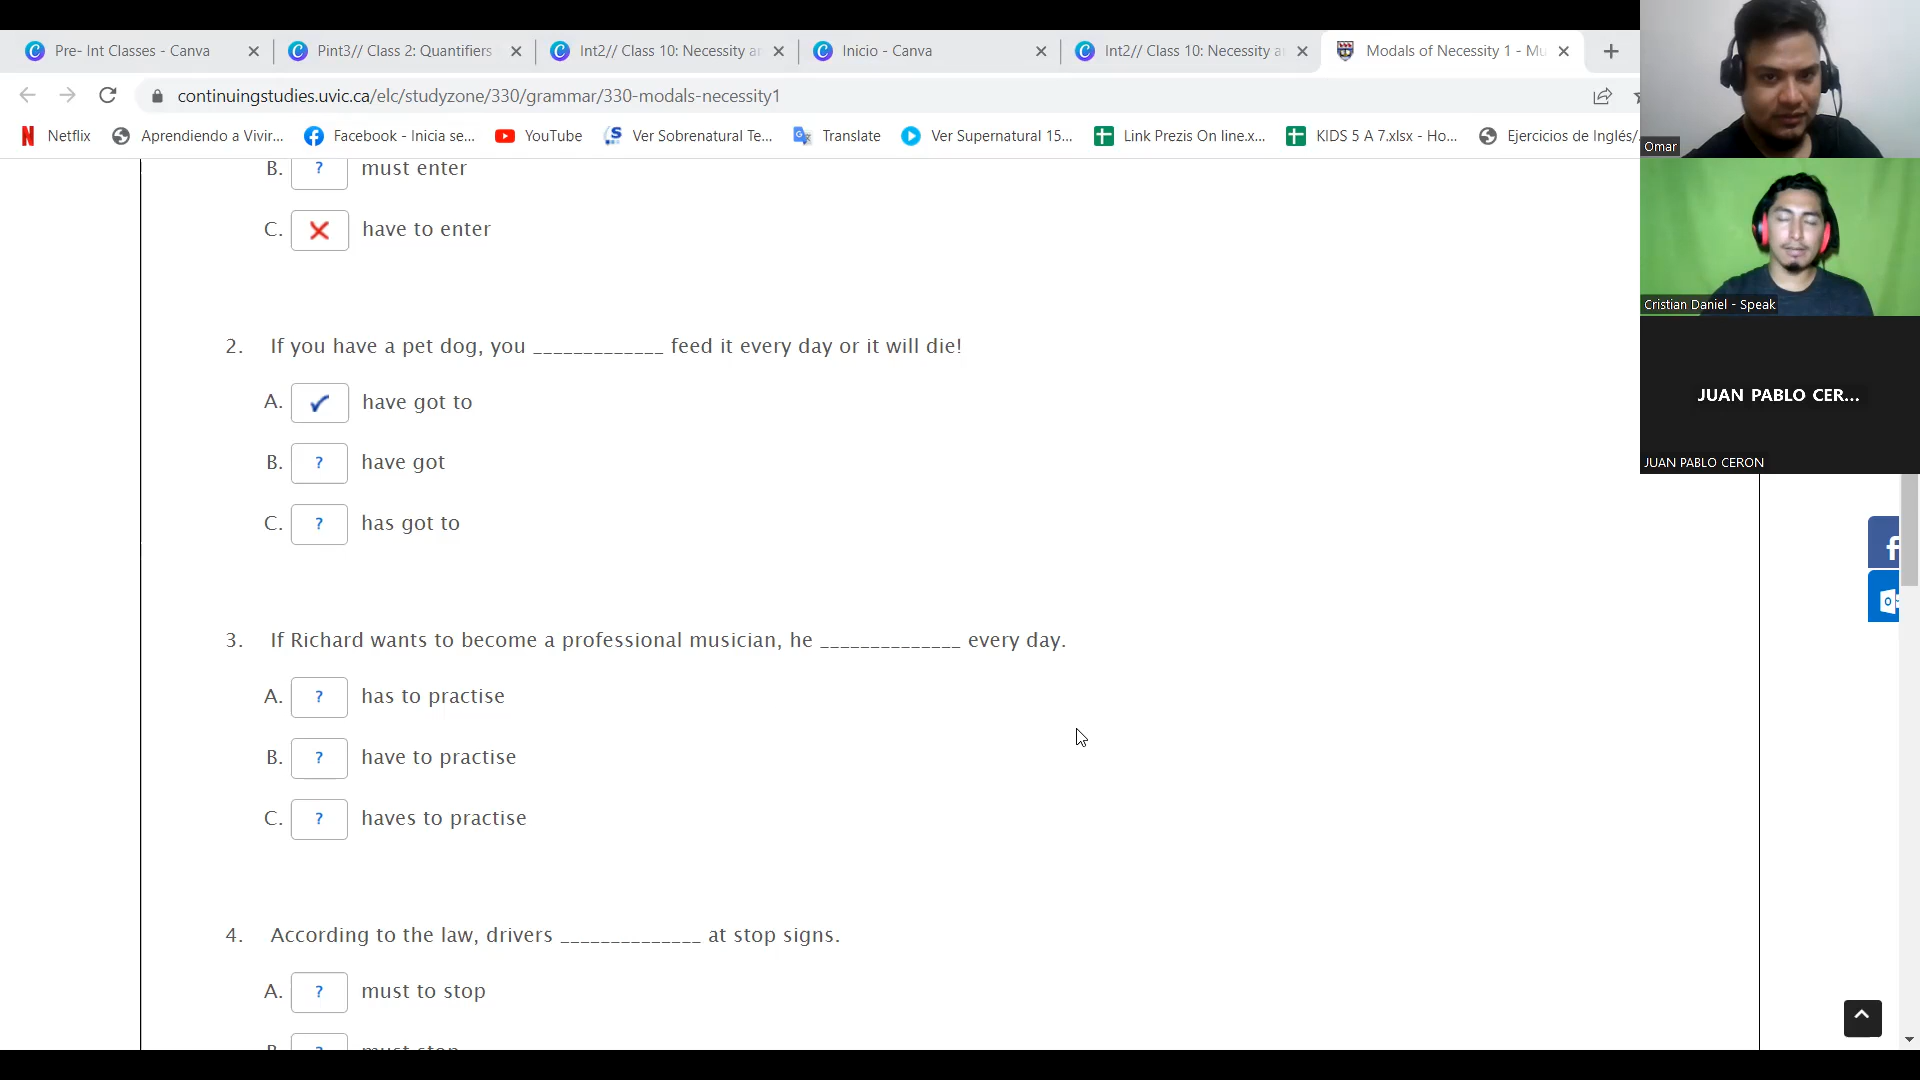 Pre- Int Classes - Canva
Pint3// Class 2: Quantifiers
Int2// Class 10: Necessity a
Inicio - Canva
Int2// Class 10: Necessity a
Modals of Necessity 1 - Mu
continuingstudies.uvic.ca/elc/studyzone/330/grammar/330-modals-necessity1
Netflix
Aprendiendo a Vivir...
Facebook - Inicia se...
YouTube
Ver Sobrenatural Te...
Translate
Ver Supernatural 15...
Link Prezis On line.x...
KIDS 5 A 7.xlsx - Ho...
Ejercicios de Inglés/
Omar
Cristian Daniel - Speak
JUAN PABLO CER...
JUAN PABLO CERON
B. ? must enter
C. have to enter
2. If you have a pet dog, you _____________ feed it every day or it will die!
A. have got to
B. ? have got
C. ? has got to
3. If Richard wants to become a professional musician, he ______________ every day.
A. ? has to practise
B. ? have to practise
C. ? haves to practise
4. According to the law, drivers ______________ at stop signs.
A. ? must to stop
B. ? must stop